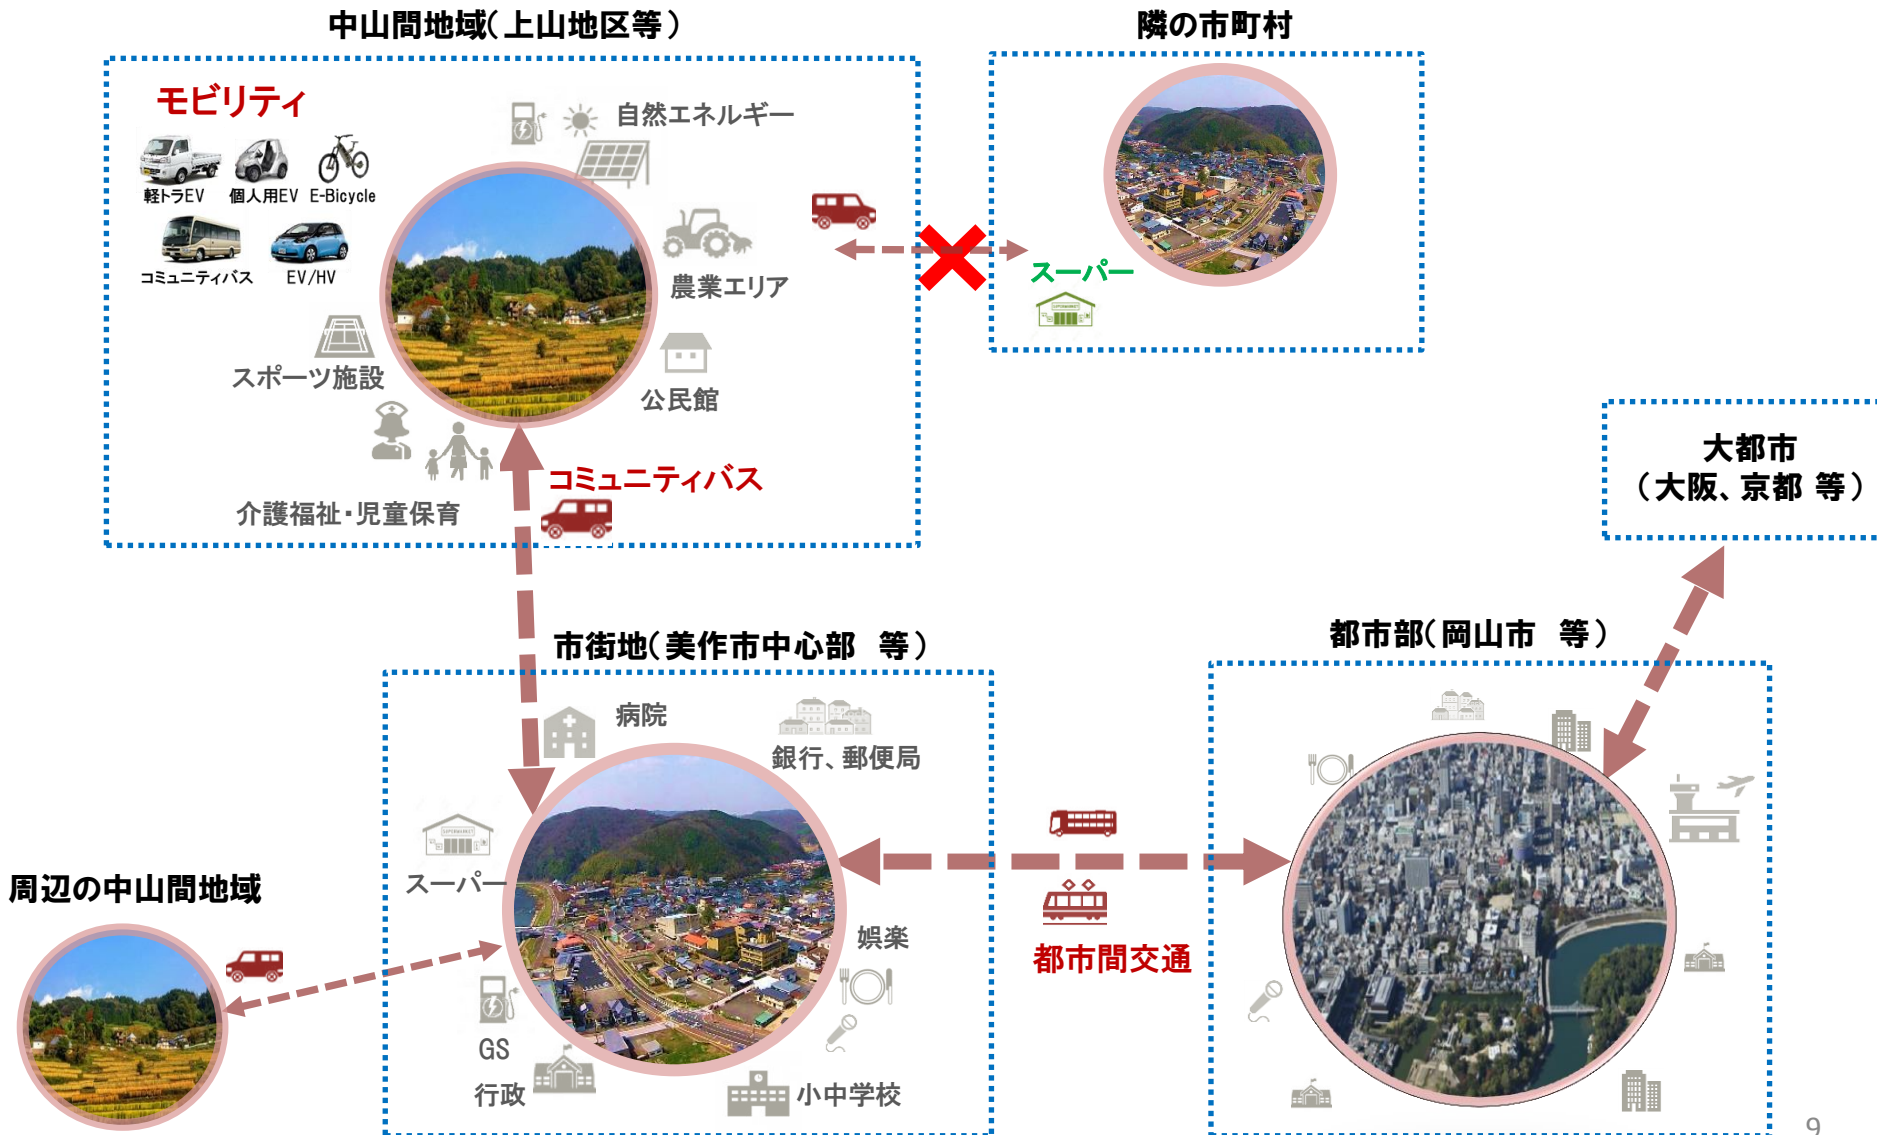 中山間地域(上山地区等)
隣の市町村
モビリティ
自然エネルギー
軽トラEV 個人用EV E-Bicycle
コミュニティバス EV/HV
農業エリア
スーパー
スポーツ施設
公民館
コミュニティバス
介護福祉・児童保育
大都市
(大阪、京都 等)
市街地(美作市中心部 等)
都市部(岡山市 等)
病院
銀行、郵便局
SUPERMARKET
スーパー
周辺の中山間地域
娯楽
都市間交通
GS
行政
小中学校
9